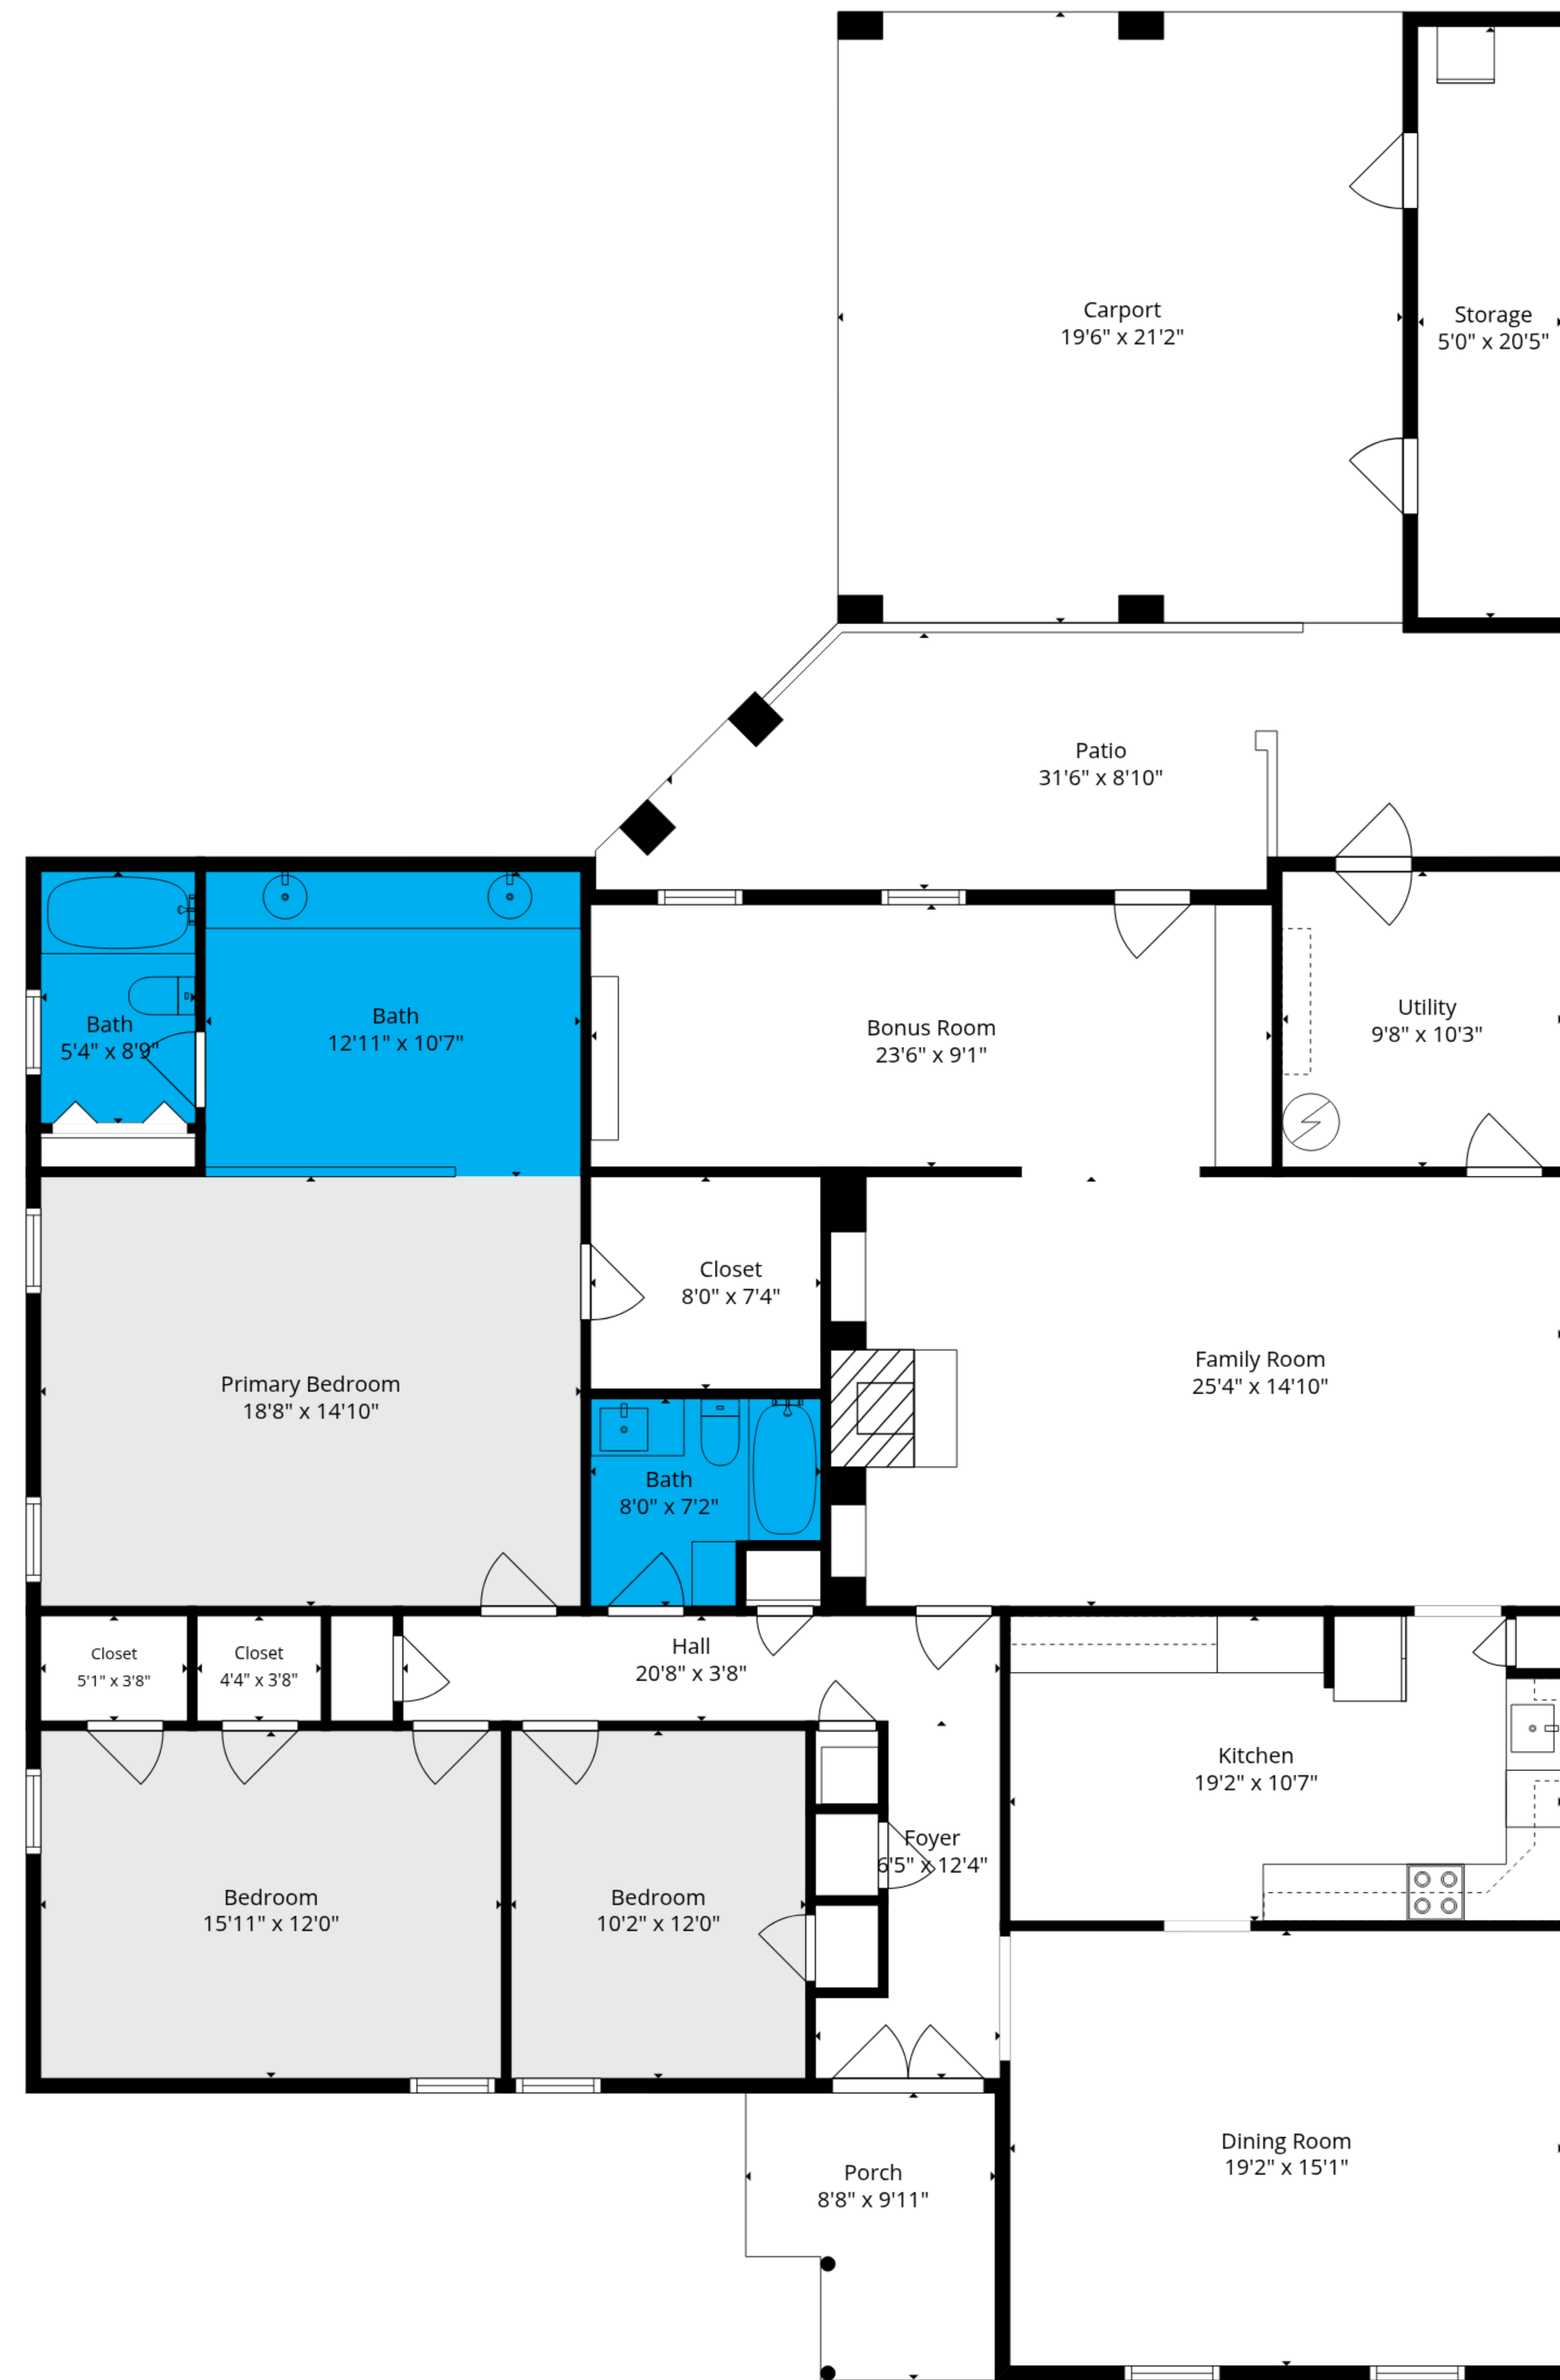 Carport
19'6" x 21'2"
Storage
5'0" x 20'5"
Patio
31'6" x 8'10"
Bath
5'4" x 8'9"
Bath
12'11" x 10'7"
Bonus Room
23'6" x 9'1"
Utility
9'8" x 10'3"
Closet
8'0" x 7'4"
Primary Bedroom
18'8" x 14'10"
Family Room
25'4" x 14'10"
Bath
8'0" x 7'2"
Closet
5'1" x 3'8"
Closet
4'4" x 3'8"
Hall
20'8" x 3'8"
Kitchen
19'2" x 10'7"
Foyer
6'5" x 12'4"
Bedroom
15'11" x 12'0"
Bedroom
10'2" x 12'0"
Dining Room
19'2" x 15'1"
Porch
8'8" x 9'11"